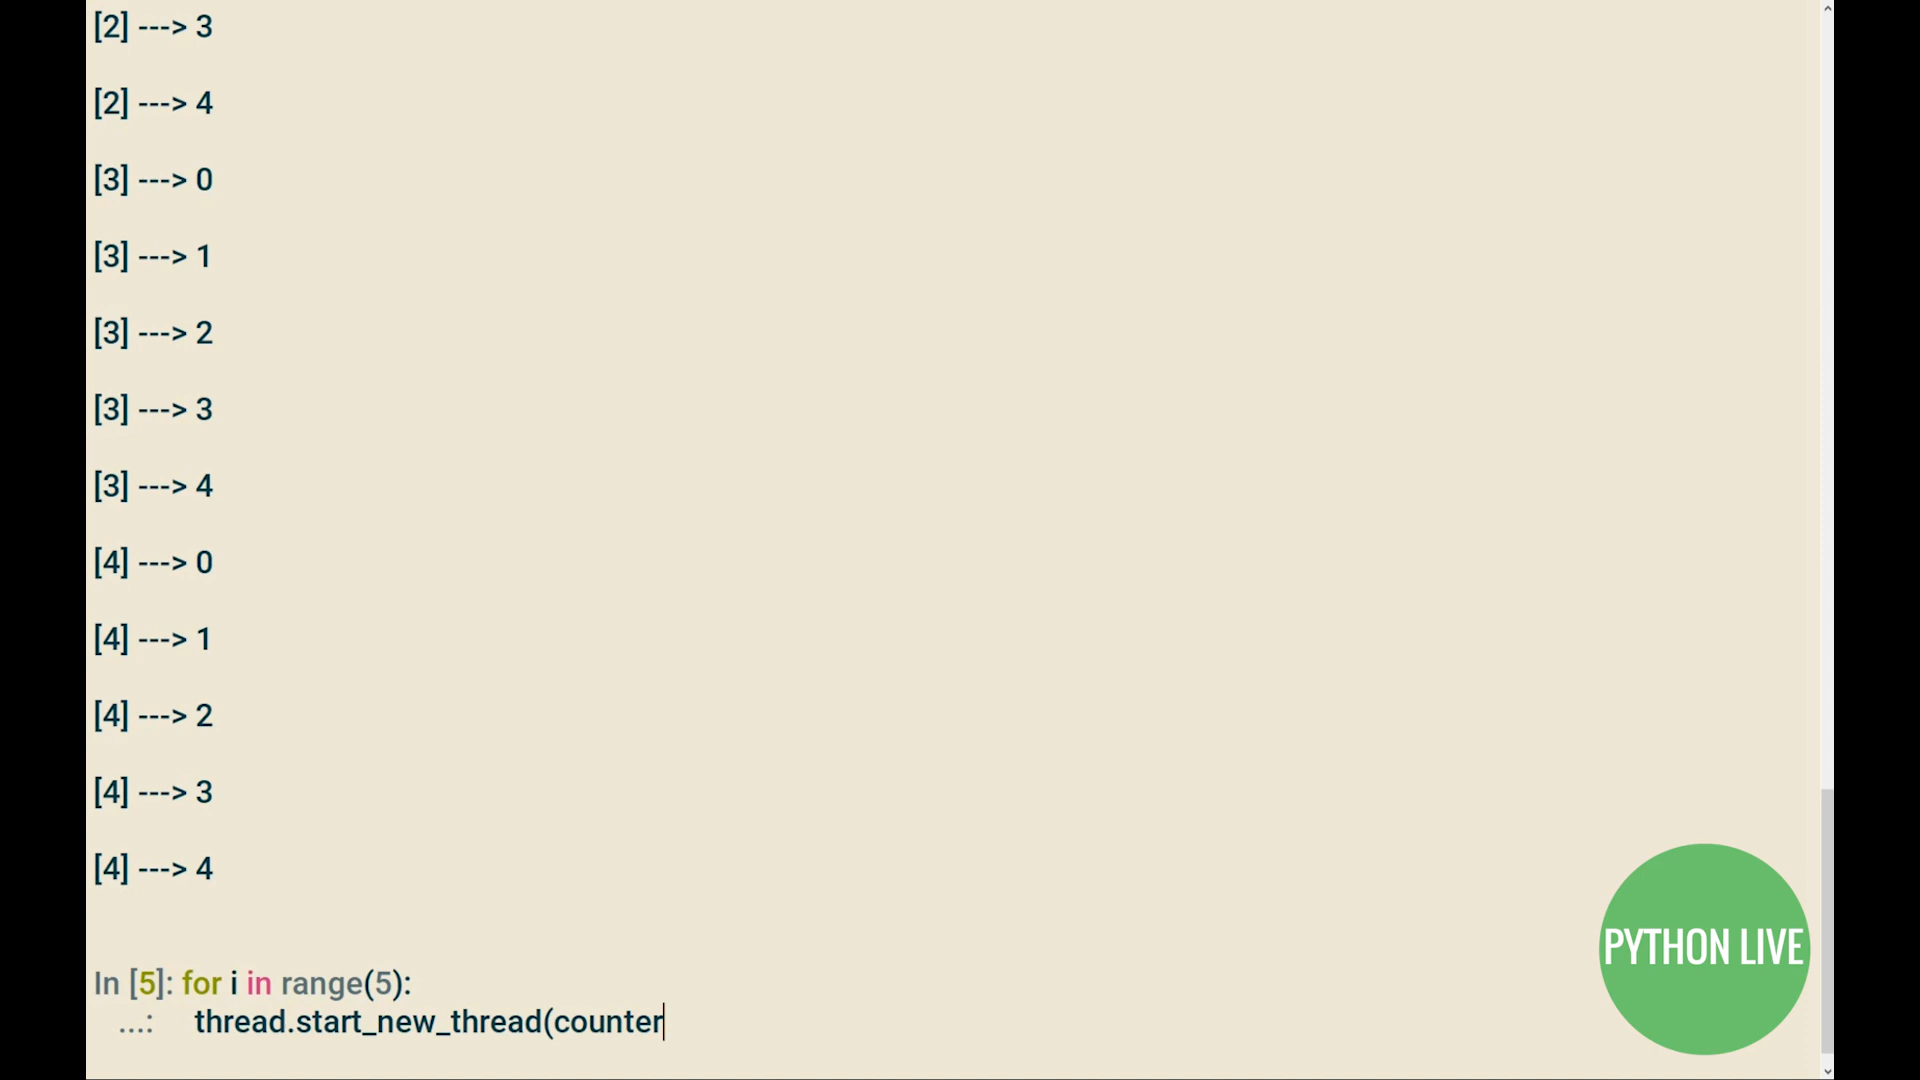 [2] ---> 3
[2] ---> 4
[3] ---> 0
[3] ---> 1
[3] ---> 2
[3] ---> 3
[3] ---> 4
[4] ---> 0
[4] ---> 1
[4] ---> 2
[4] ---> 3
[4] ---> 4
In [5]: for i in range(5):
...: thread.start_new_thread(counter
PYTHON LIVE